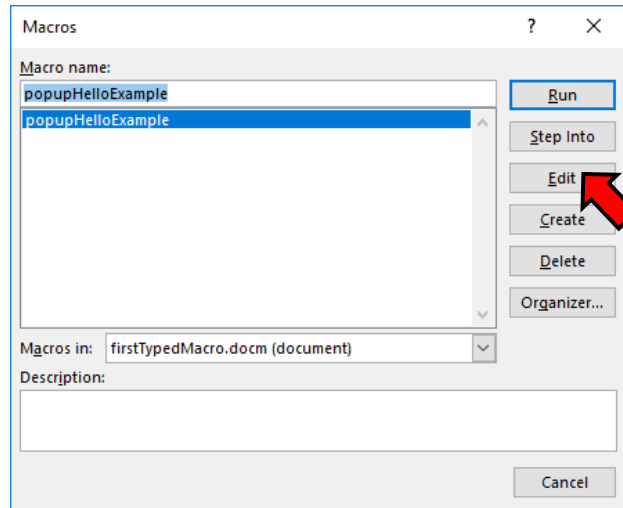 Macros ? X
Macro name:
popupHelloExample
Run
popupHelloExample
Step Into
Edit
Create
Delete
Organizer...
Macros in: firstTypedMacro.docm (document)
Description:
Cancel